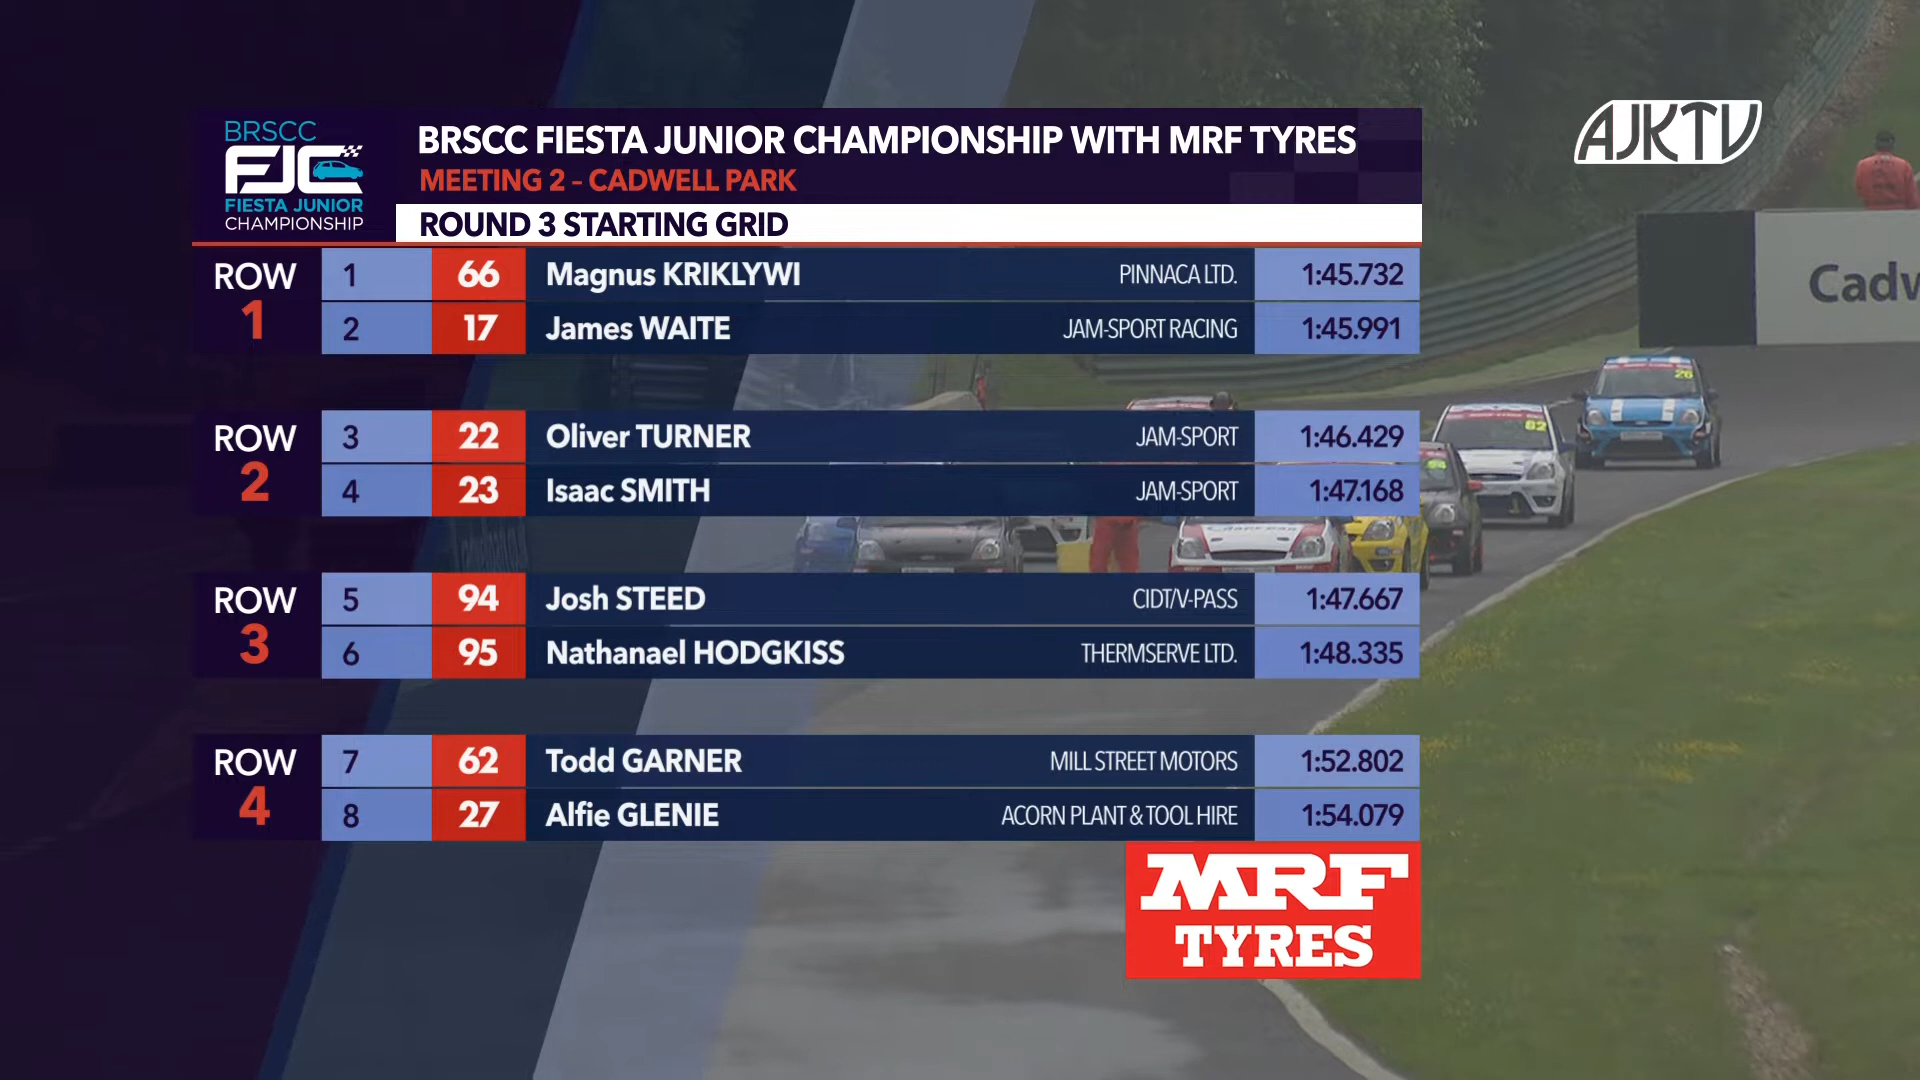 BRSCC
FJC
FIESTA JUNIOR
CHAMPIONSHIP
BRSCC FIESTA JUNIOR CHAMPIONSHIP WITH MRF TYRES
MEETING 2 - CADWELL PARK
ROUND 3 STARTING GRID
AJKTV
ROW 1
1 66 Magnus KRIKLYWI PINNACA LTD. 1:45.732
2 17 James WAITE JAM-SPORT RACING 1:45.991
ROW 2
3 22 Oliver TURNER JAM-SPORT 1:46.429
4 23 Isaac SMITH JAM-SPORT 1:47.168
ROW 3
5 94 Josh STEED CIDT/V-PASS 1:47.667
6 95 Nathanael HODGKISS THERMSERVE LTD. 1:48.335
ROW 4
7 62 Todd GARNER MILL STREET MOTORS 1:52.802
8 27 Alfie GLENIE ACORN PLANT & TOOL HIRE 1:54.079
MRF
TYRES
Cadw
26
62